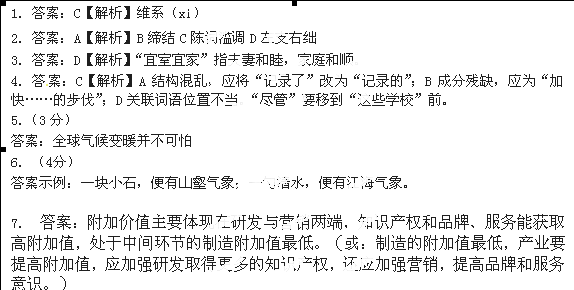 1. 答案：C【解析】维系（xì）
2. 答案：A【解析】B 缔结 C 陈词滥调 D 左支右绌
3. 答案：D【解析】“宜室宜家”指夫妻和睦，家庭和顺
4. 答案：C【解析】A 结构混乱，应将“记录了”改为“记录的”；B 成分残缺，应为“加
快……的步伐”；D 关联词语位置不当，“尽管”要移到“这些学校”前。
5.（3 分）
答案：全球气候变暖并不可怕
6. （4分）
答案示例：一块小石，便有山壑气象；一勺清水，便有江海气象。
7. 答案：附加价值主要体现在研发与营销两端，知识产权和品牌、服务能获取
高附加值，处于中间环节的制造附加值最低。（或：制造的附加值最低，产业要
提高附加值，应加强研发取得更多的知识产权，还应加强营销，提高品牌和服务
意识。）